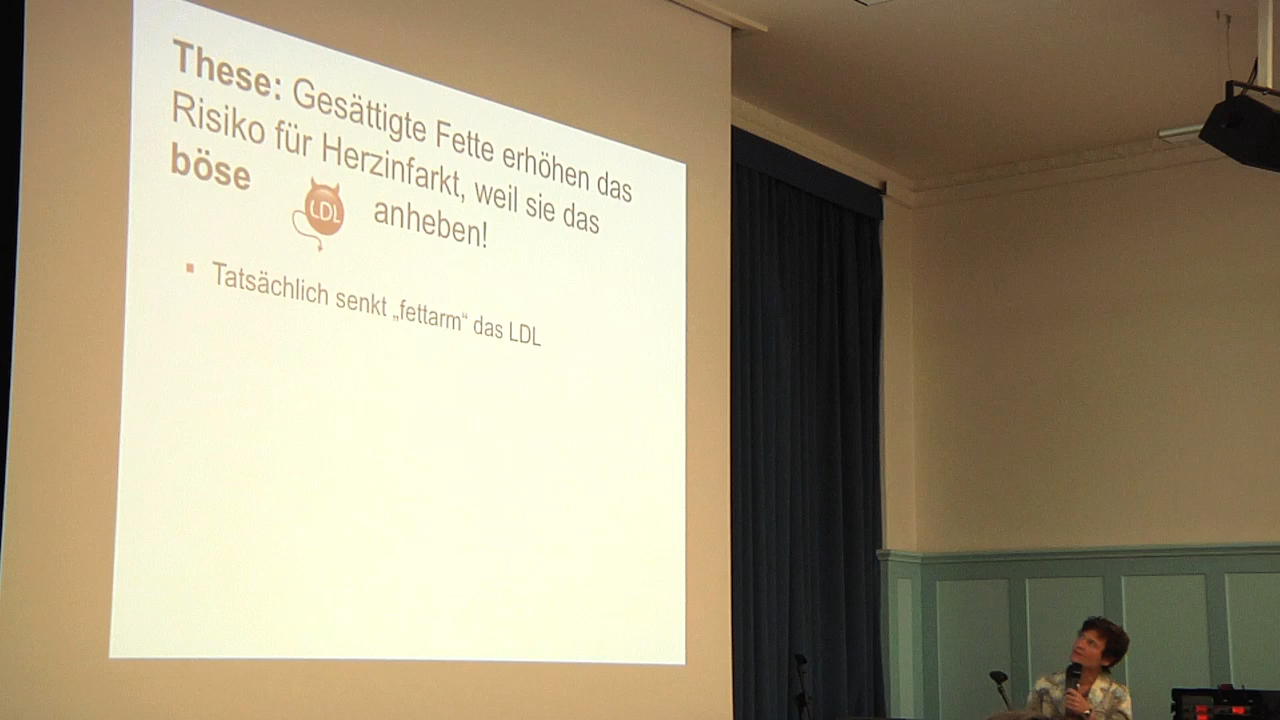 These: Gesättigte Fette erhöhen das
Risiko für Herzinfarkt, weil sie das
böse LDL anheben!
Tatsächlich senkt „fettarm“ das LDL